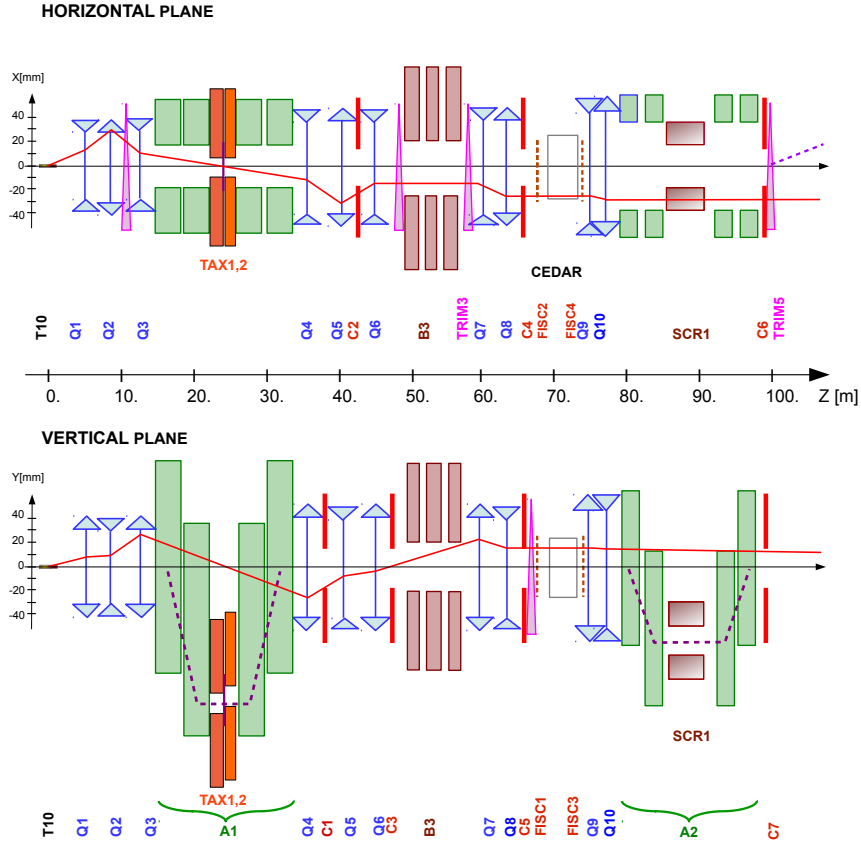 HORIZONTAL PLANE
X[mm]
40
20
0
-20
-40
TAX1,2
CEDAR
T10 Q1 Q2 Q3 Q4 Q5 C2 Q6 B3 TRIM3 Q7 Q8 C4 FISC2 FISC4 Q9 Q10 SCR1 C6 TRIM5
0. 10. 20. 30. 40. 50. 60. 70. 80. 90. 100. Z [m]
VERTICAL PLANE
Y[mm]
40
20
0
-20
-40
SCR1
TAX1,2
T10 Q1 Q2 Q3 A1 Q4 C1 Q5 Q6 C3 B3 Q7 Q8 C5 FISC1 FISC3 Q9 Q10 A2 C7